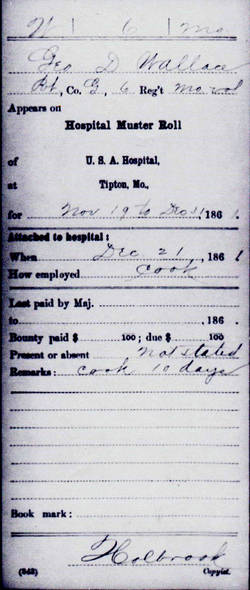 W | 6 | Mo
Geo D Wallace
Pvt, Co. G, 6 Reg't Mo Vol
Appears on
Hospital Muster Roll
of U. S. A. Hospital,
at Tipton, Mo.,
for Nov 19 to Dec 31, 1861
Attached to hospital:
When Dec 21, 1861
How employed Cook
Last paid by Maj.
to , 186 .
Bounty paid $ 100; due $ 100
Present or absent Not stated
Remarks: Cook 10 days
Book mark:
Holbrook
(343) Copyist.